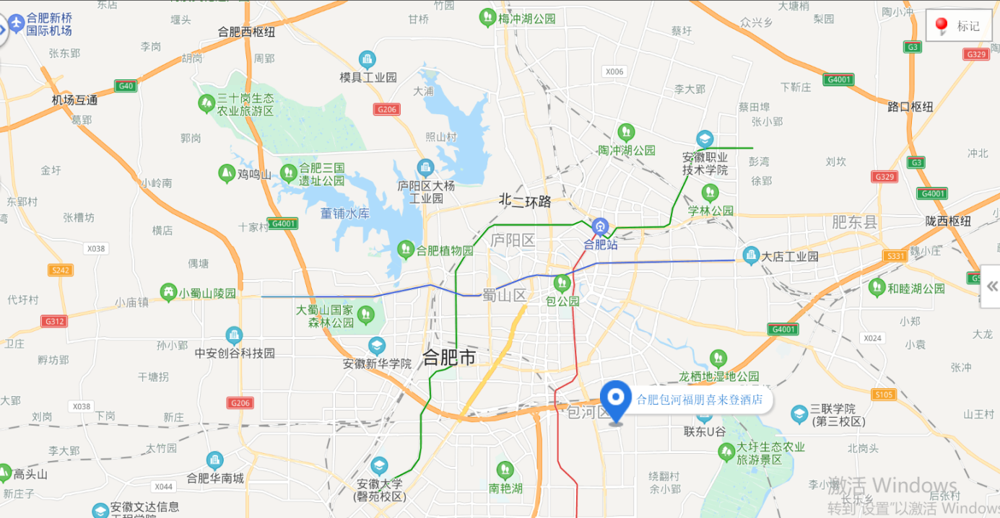 东店
竹园
大塘梢
陶小冲
合肥新桥
国际机场
堰头
甘桥
梅冲湖公园
众兴乡
梨园
标记
合肥西枢纽
蔡圩
张东郢
李岗
胡岗
周郢
G3
G329
模具工业园
X006
G4001
G40
大浦
李大郢
下靳庄
机场互通
三十岗生态
农业旅游区
G206
蔡田埠
路口枢纽
葛郢
张小郢
郭岗
照山村
陶冲湖公园
安徽职业
技术学院
彭湾
刘坎
冲北
G3
金圩
小岭南
鸡鸣山
合肥三国
遗址公园
庐阳区大杨
工业园
徐郢
G329
G4001
东郢村
北二环路
学林公园
湾
张槽坊
董铺水库
十家村
G4001
肥东县
陇西枢纽
横店
庐阳区
合肥站
X038
合肥植物园
大店工业园
S331
魏小庄
偶塘
S242
小蜀山陵园
蜀山区
包公园
和睦湖公园
代圩村
小庙镇
大蜀山国家
森林公园
G312
G4001
小郑
卫庄
孙小郢
中安创谷科技园
安徽新华学院
合肥市
X024
小袁
大龙
孵坊郢
干塘拐
龙栖地湿地公园
张冲
大郢
G206
合肥包河福朋喜来登酒店
S105
X038
刘岗
下岗
新庄
包河区
联东U谷
三联学院
(第三校区)
山王村
李大郢
太竹园
大圩生态农业
旅游景区
北岗头
高头山
合肥华南城
新庄子
X044
安徽大学
(磬苑校区)
南艳湖
绕翻村
余小郢
长乐乡
后张村
激活 Windows
转到"设置"以激活 Windows
安徽文达信息
工程学院